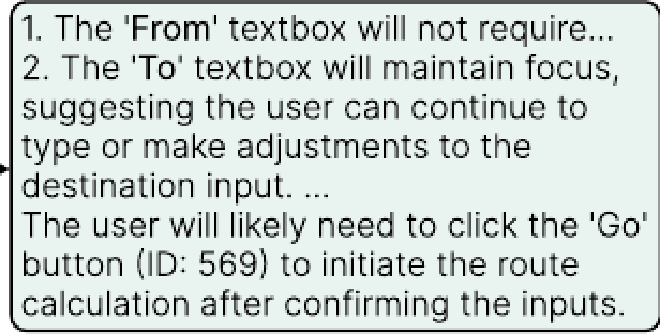 1. The 'From' textbox will not require...
2. The 'To' textbox will maintain focus,
suggesting the user can continue to
type or make adjustments to the
destination input. ...
The user will likely need to click the 'Go'
button (ID: 569) to initiate the route
calculation after confirming the inputs.